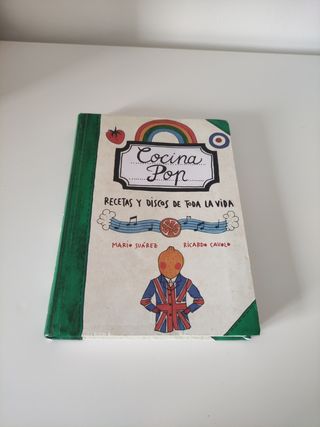 Cocina
Pop
RECETAS Y DISCOS DE TODA LA VIDA
MARIO SUÁREZ RICARDO CAVOLO